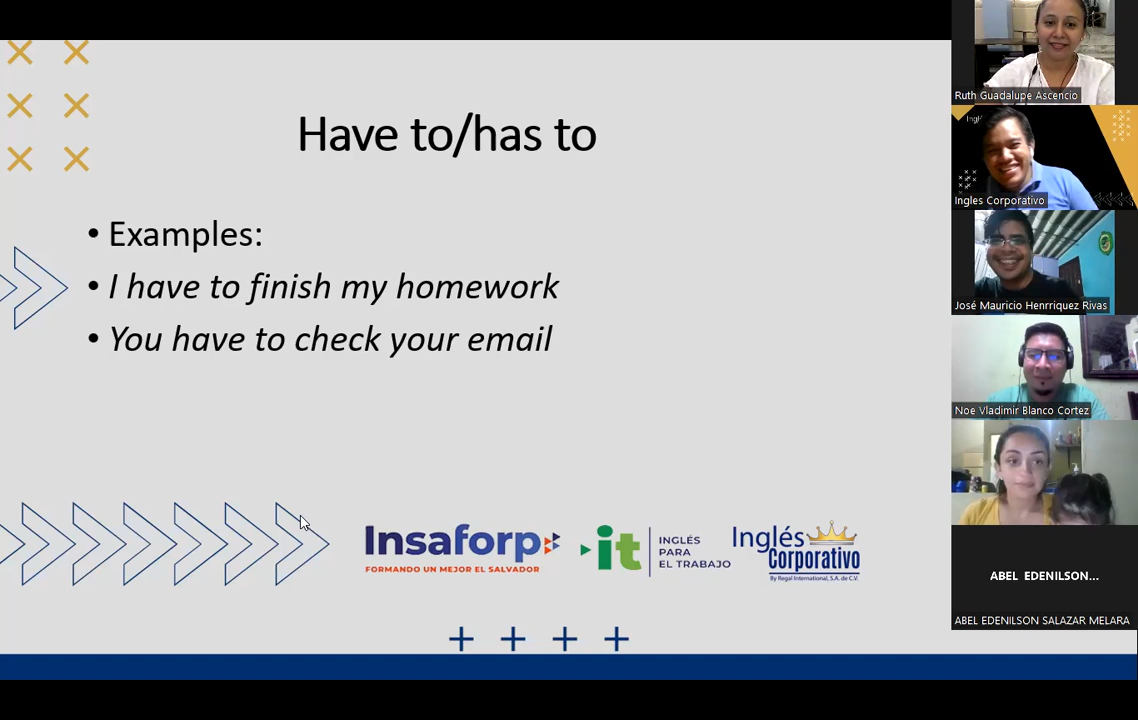 Have to/has to
• Examples:
• I have to finish my homework
• You have to check your email
Insaforp
FORMANDO UN MEJOR EL SALVADOR
it
INGLÉS
PARA
EL TRABAJO
Inglés
Corporativo
By Regal International, S.A. de C.V.
Ruth Guadalupe Ascencio
Ingles Corporativo
José Mauricio Henrriquez Rivas
Noe Vladimir Blanco Cortez
ABEL EDENILSON...
ABEL EDENILSON SALAZAR MELARA